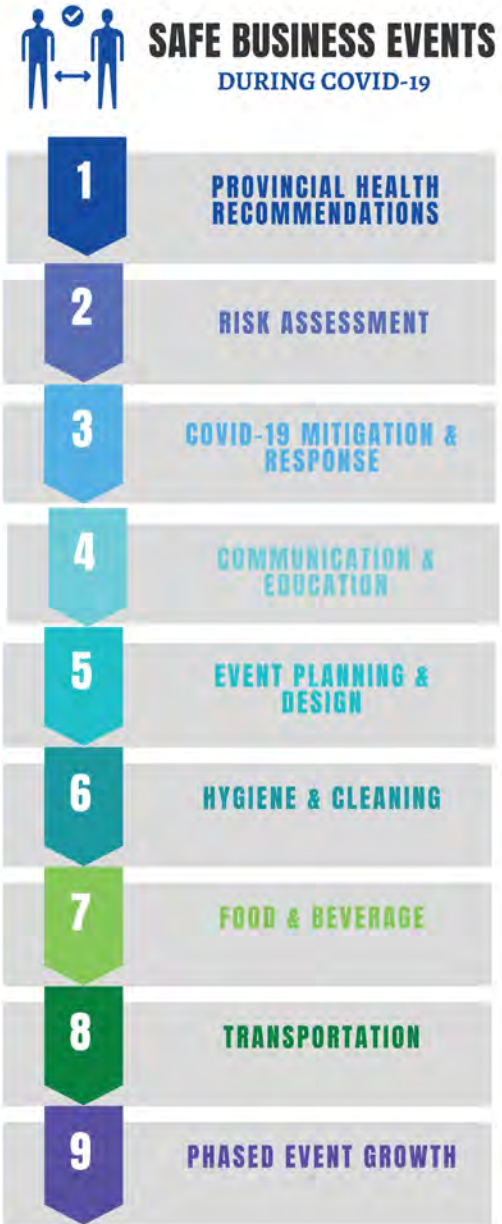 SAFE BUSINESS EVENTS
DURING COVID-19
1
PROVINCIAL HEALTH
RECOMMENDATIONS
2
RISK ASSESSMENT
3
COVID-19 MITIGATION &
RESPONSE
4
COMMUNICATION &
EDUCATION
5
EVENT PLANNING &
DESIGN
6
HYGIENE & CLEANING
7
FOOD & BEVERAGE
8
TRANSPORTATION
9
PHASED EVENT GROWTH